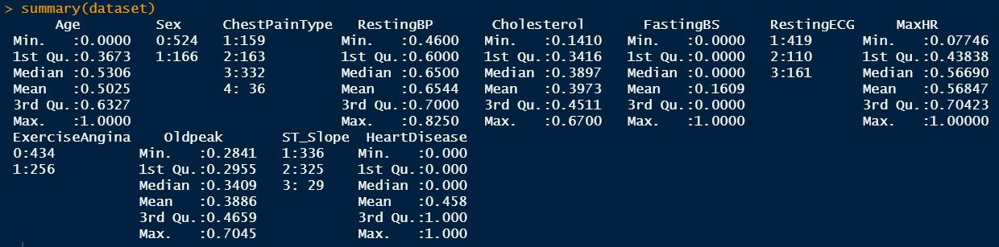 > summary(dataset)
      Age              Sex      ChestPainType   RestingBP       Cholesterol       FastingBS      RestingECG      MaxHR
 Min.   :0.0000   0:524   1:159         Min.   :0.4600   Min.   :0.1410   Min.   :0.0000   1:419      Min.   :0.07746
 1st Qu.:0.3673   1:166   2:163         1st Qu.:0.6000   1st Qu.:0.3416   1st Qu.:0.0000   2:110      1st Qu.:0.43838
 Median :0.5306           3:332         Median :0.6500   Median :0.3897   Median :0.0000   3:161      Median :0.56690
 Mean   :0.5025           4: 36         Mean   :0.6544   Mean   :0.3973   Mean   :0.1609              Mean   :0.56847
 3rd Qu.:0.6327                         3rd Qu.:0.7000   3rd Qu.:0.4511   3rd Qu.:0.0000              3rd Qu.:0.70423
 Max.   :1.0000                         Max.   :0.8250   Max.   :0.6700   Max.   :1.0000              Max.   :1.00000
 ExerciseAngina    Oldpeak       ST_Slope  HeartDisease
 0:434          Min.   :0.2841   1:336    Min.   :0.000
 1:256          1st Qu.:0.2955   2:325    1st Qu.:0.000
                Median :0.3409   3: 29    Median :0.000
                Mean   :0.3886            Mean   :0.458
                3rd Qu.:0.4659            3rd Qu.:1.000
                Max.   :0.7045            Max.   :1.000